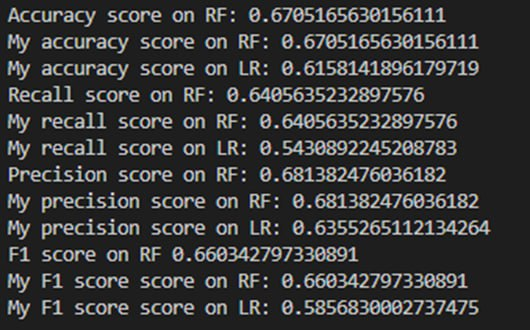 Accuracy score on RF: 0.6705165630156111
My accuracy score on RF: 0.6705165630156111
My accuracy score on LR: 0.6158141896179719
Recall score on RF: 0.6405635232897576
My recall score on RF: 0.6405635232897576
My recall score on LR: 0.5430892245208783
Precision score on RF: 0.681382476036182
My precision score on RF: 0.681382476036182
My precision score on LR: 0.6355265112134264
F1 score on RF 0.660342797330891
My F1 score score on RF: 0.660342797330891
My F1 score score on LR: 0.5856830002737475